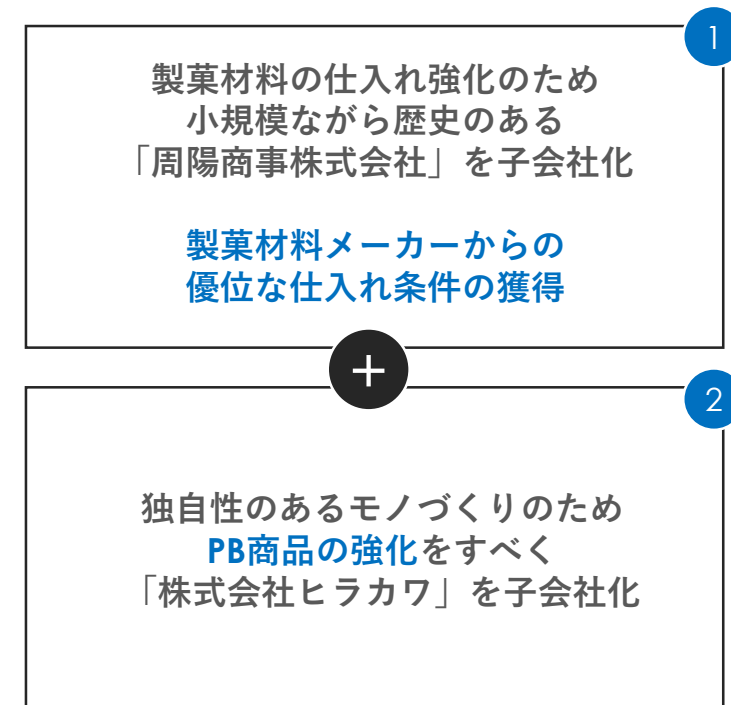 1
製菓材料の仕入れ強化のため
小規模ながら歴史のある
「周陽商事株式会社」を子会社化
製菓材料メーカーからの
優位な仕入れ条件の獲得
+
2
独自性のあるモノづくりのため
PB商品の強化をすべく
「株式会社ヒラカワ」を子会社化